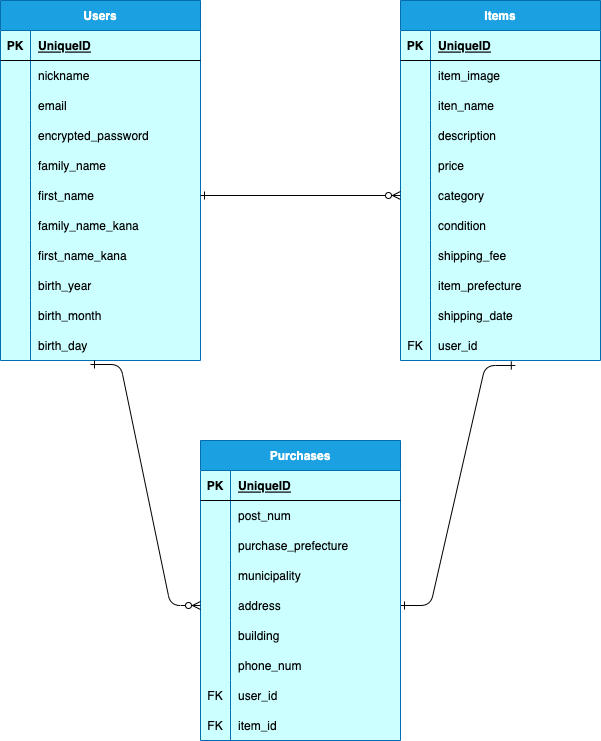 Users
PK UniqueID
nickname
email
encrypted_password
family_name
first_name
family_name_kana
first_name_kana
birth_year
birth_month
birth_day
Items
PK UniqueID
item_image
iten_name
description
price
category
condition
shipping_fee
item_prefecture
shipping_date
FK user_id
Purchases
PK UniqueID
post_num
purchase_prefecture
municipality
address
building
phone_num
FK user_id
FK item_id